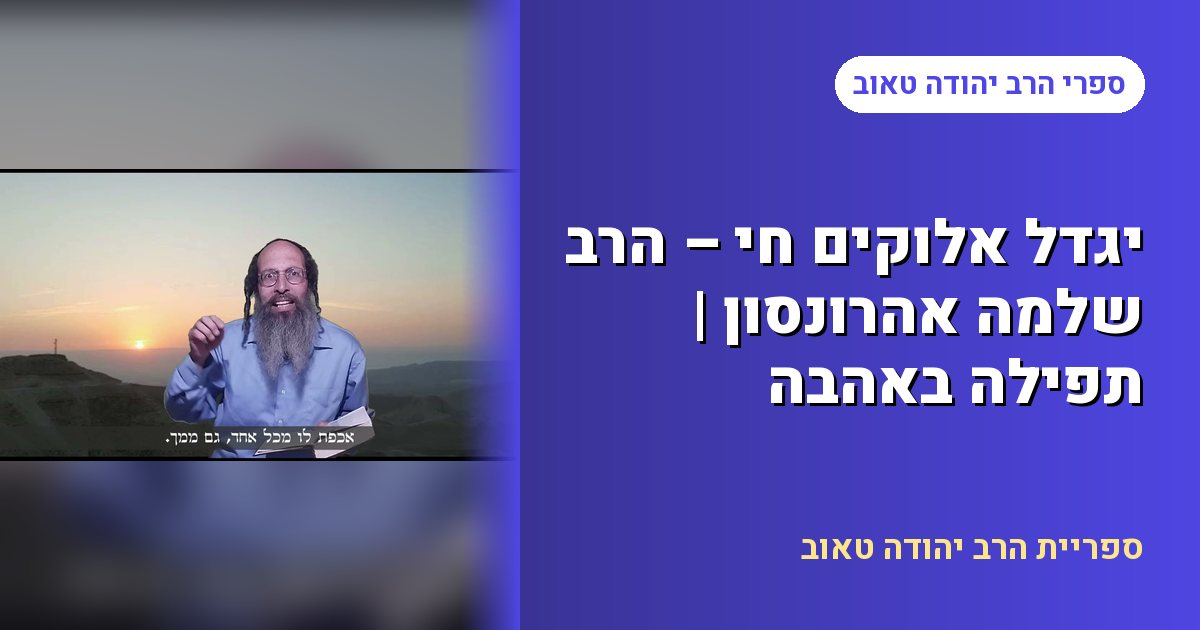 ספרי הרב יהודה טאוב
יגדל אלוקים חי – הרב
שלמה אהרונסון |
תפילה באהבה
אכפת לו מכל אחד, גם ממך.
ספריית הרב יהודה טאוב